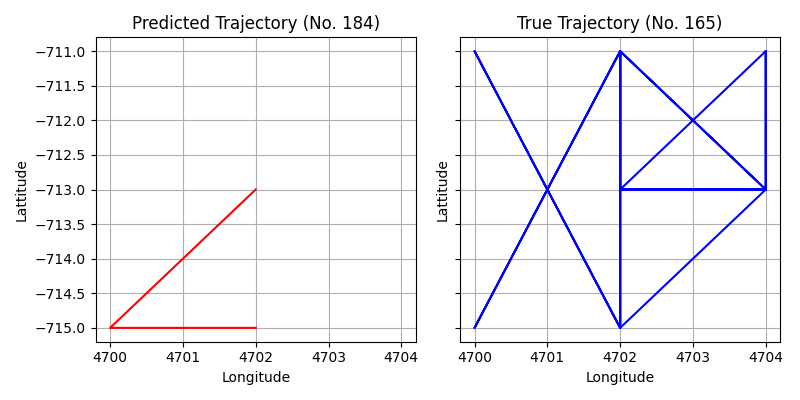 Predicted Trajectory (No. 184)
True Trajectory (No. 165)
−711.0
−711.5
−712.0
−712.5
−713.0
−713.5
−714.0
−714.5
−715.0
Lattitude
Lattitude
4700 4701 4702 4703 4704
4700 4701 4702 4703 4704
Longitude
Longitude